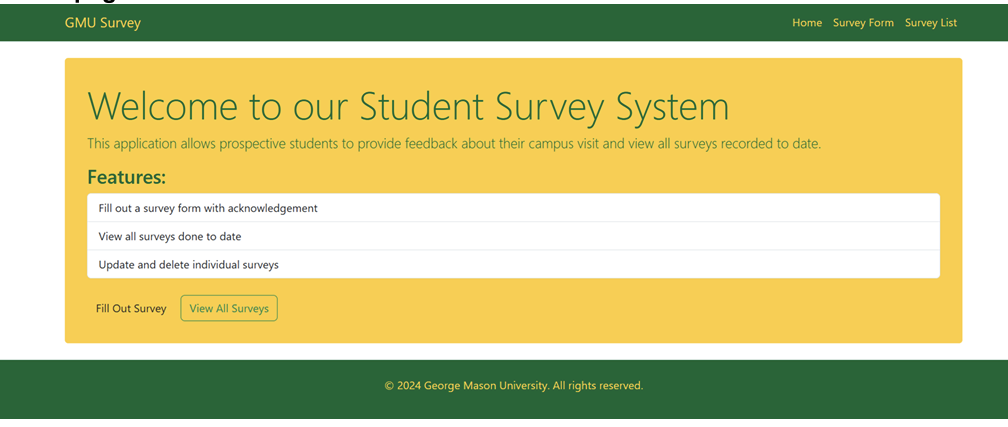 GMU Survey
Home Survey Form Survey List
Welcome to our Student Survey System
This application allows prospective students to provide feedback about their campus visit and view all surveys recorded to date.
Features:
Fill out a survey form with acknowledgement
View all surveys done to date
Update and delete individual surveys
Fill Out Survey View All Surveys
© 2024 George Mason University. All rights reserved.